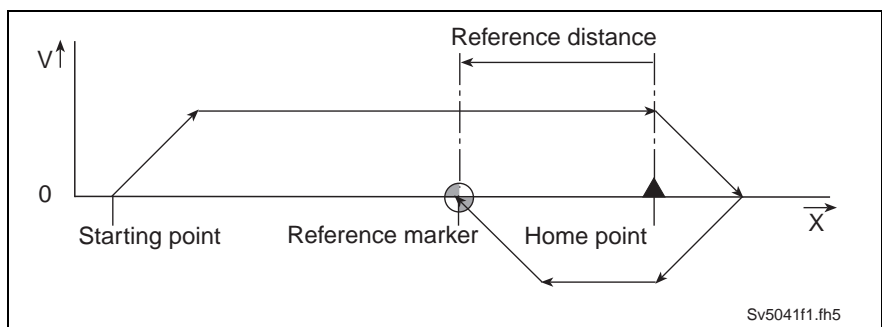 Reference distance
V
0
Starting point
Reference marker
Home point
X
Sv5041f1.fh5